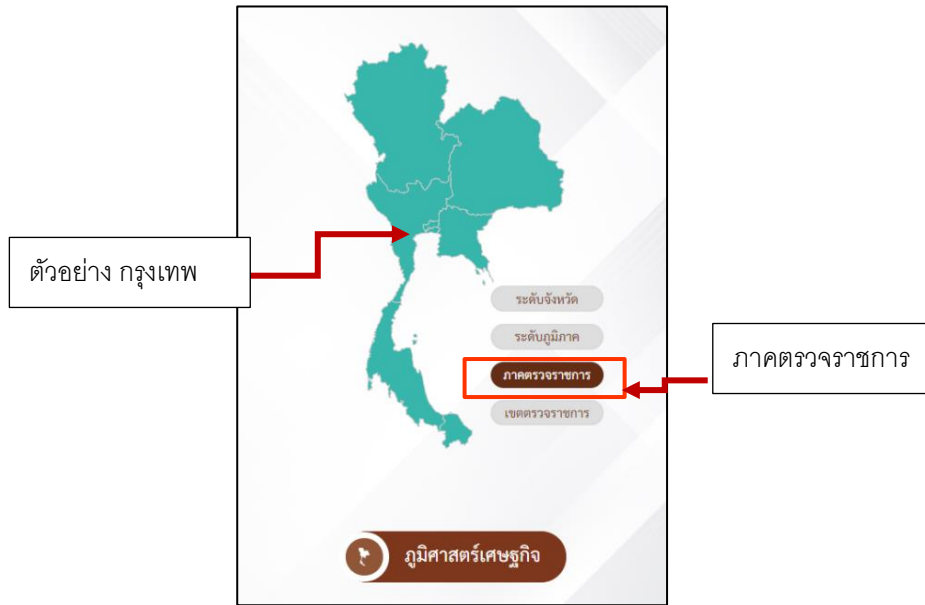 ตัวอย่าง กรุงเทพ
ระดับจังหวัด
ระดับภูมิภาค
ภาคตรวจราชการ
ภาคตรวจราชการ
เขตตรวจราชการ
ภูมิศาสตร์เศรษฐกิจ